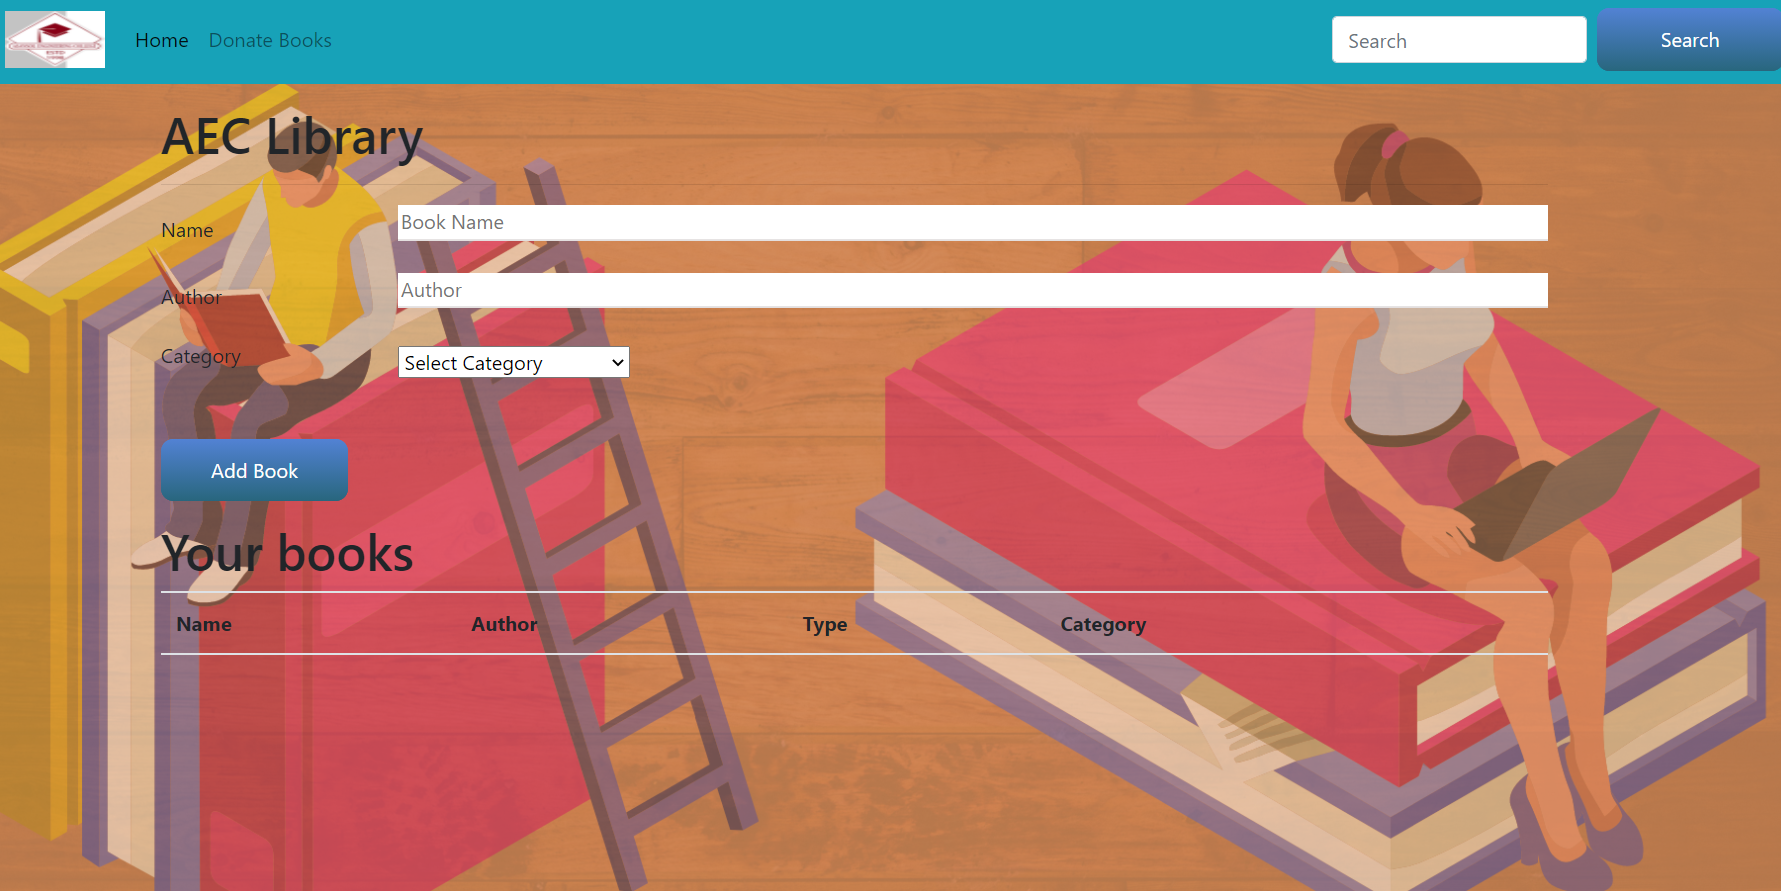 Home Donate Books Search Search
AEC Library
Name Book Name
Author Author
Category Select Category
Add Book
Your books
Name Author Type Category